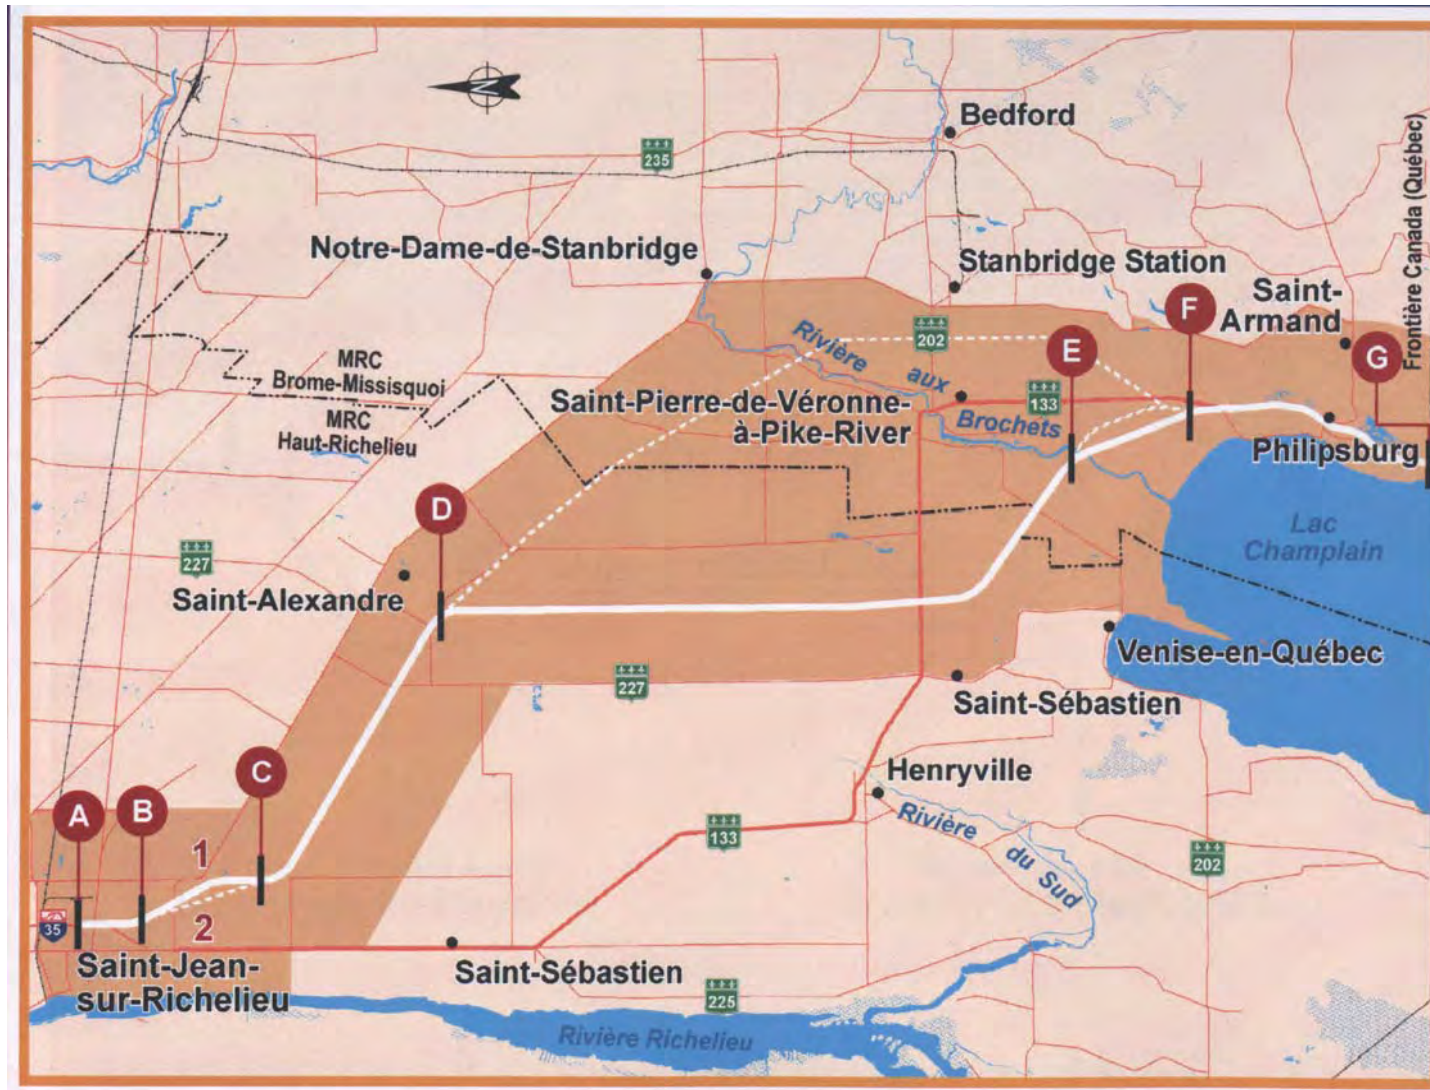 Bedford
235
N
Frontière Canada (Québec)
Notre-Dame-de-Stanbridge
Stanbridge Station
Saint-
Armand
F
E
G
202
Rivière aux
Brochets
MRC
Brome-Missisquoi
MRC
Haut-Richelieu
Saint-Pierre-de-Véronne-
à-Pike-River
133
Philipsburg
D
Lac
Champlain
227
Saint-Alexandre
Venise-en-Québec
227
Saint-Sébastien
C
A
B
Henryville
133
Rivière
du Sud
202
1
2
35
Saint-Jean-
sur-Richelieu
Saint-Sébastien
225
Rivière Richelieu